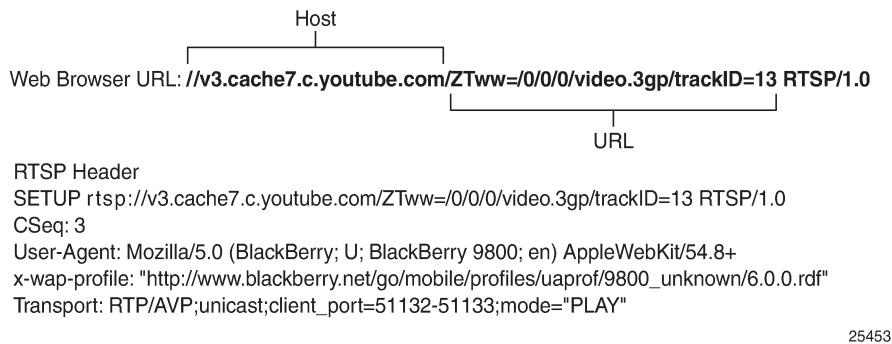 Host
Web Browser URL: //v3.cache7.c.youtube.com/ZTww=/0/0/0/video.3gp/trackID=13 RTSP/1.0
URL
RTSP Header
SETUP rtsp://v3.cache7.c.youtube.com/ZTww=/0/0/0/video.3gp/trackID=13 RTSP/1.0
CSeq: 3
User-Agent: Mozilla/5.0 (BlackBerry; U; BlackBerry 9800; en) AppleWebKit/54.8+
x-wap-profile: "http://www.blackberry.net/go/mobile/profiles/uaprof/9800_unknown/6.0.0.rdf"
Transport: RTP/AVP;unicast;client_port=51132-51133;mode="PLAY"
25453